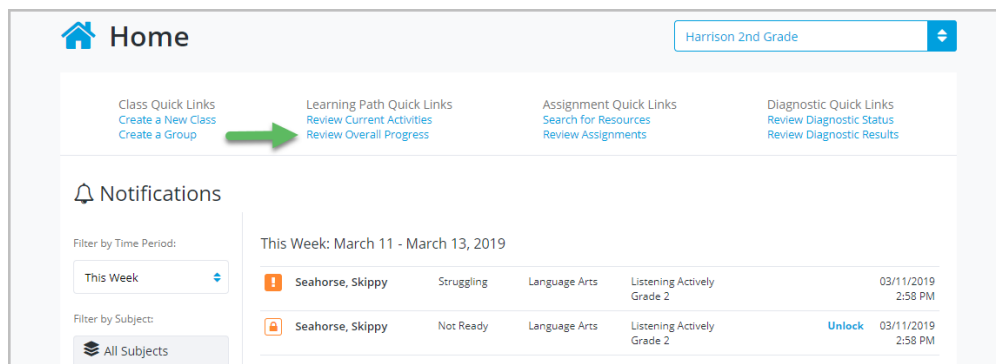 Home
Harrison 2nd Grade
Class Quick Links
Create a New Class
Create a Group
Learning Path Quick Links
Review Current Activities
Review Overall Progress
Assignment Quick Links
Search for Resources
Review Assignments
Diagnostic Quick Links
Review Diagnostic Status
Review Diagnostic Results
Notifications
Filter by Time Period:
This Week
Filter by Subject:
All Subjects
This Week: March 11 - March 13, 2019
Seahorse, Skippy Struggling Language Arts Listening Actively 03/11/2019
Grade 2 2:58 PM
Seahorse, Skippy Not Ready Language Arts Listening Actively Unlock 03/11/2019
Grade 2 2:58 PM